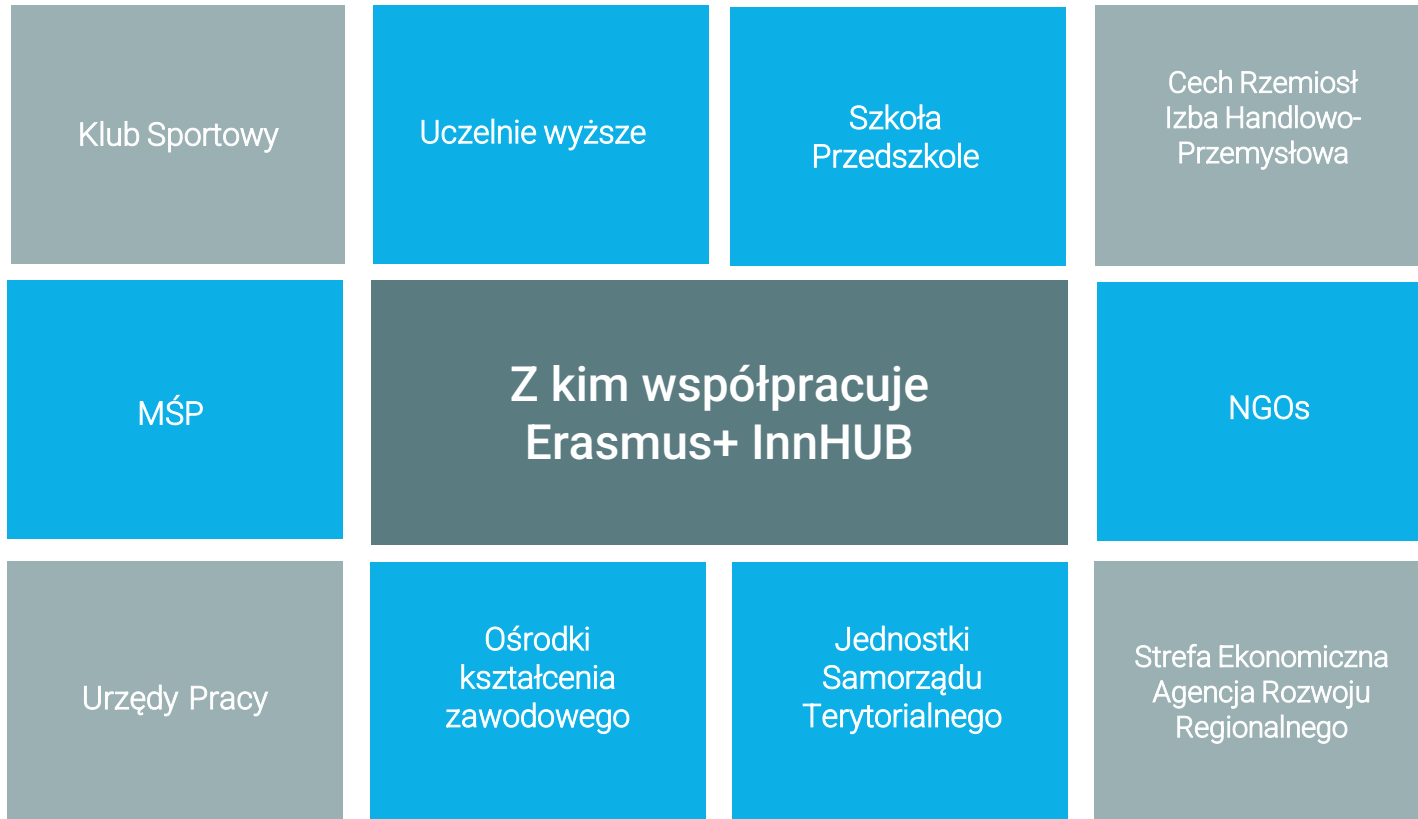 Klub Sportowy
Uczelnie wyższe
Szkoła
Przedszkole
Cech Rzemiosł
Izba Handlowo-
Przemysłowa
MŚP
Z kim współpracuje
Erasmus+ InnHUB
NGOs
Urzędy Pracy
Ośrodki
kształcenia
zawodowego
Jednostki
Samorządu
Terytorialnego
Strefa Ekonomiczna
Agencja Rozwoju
Regionalnego